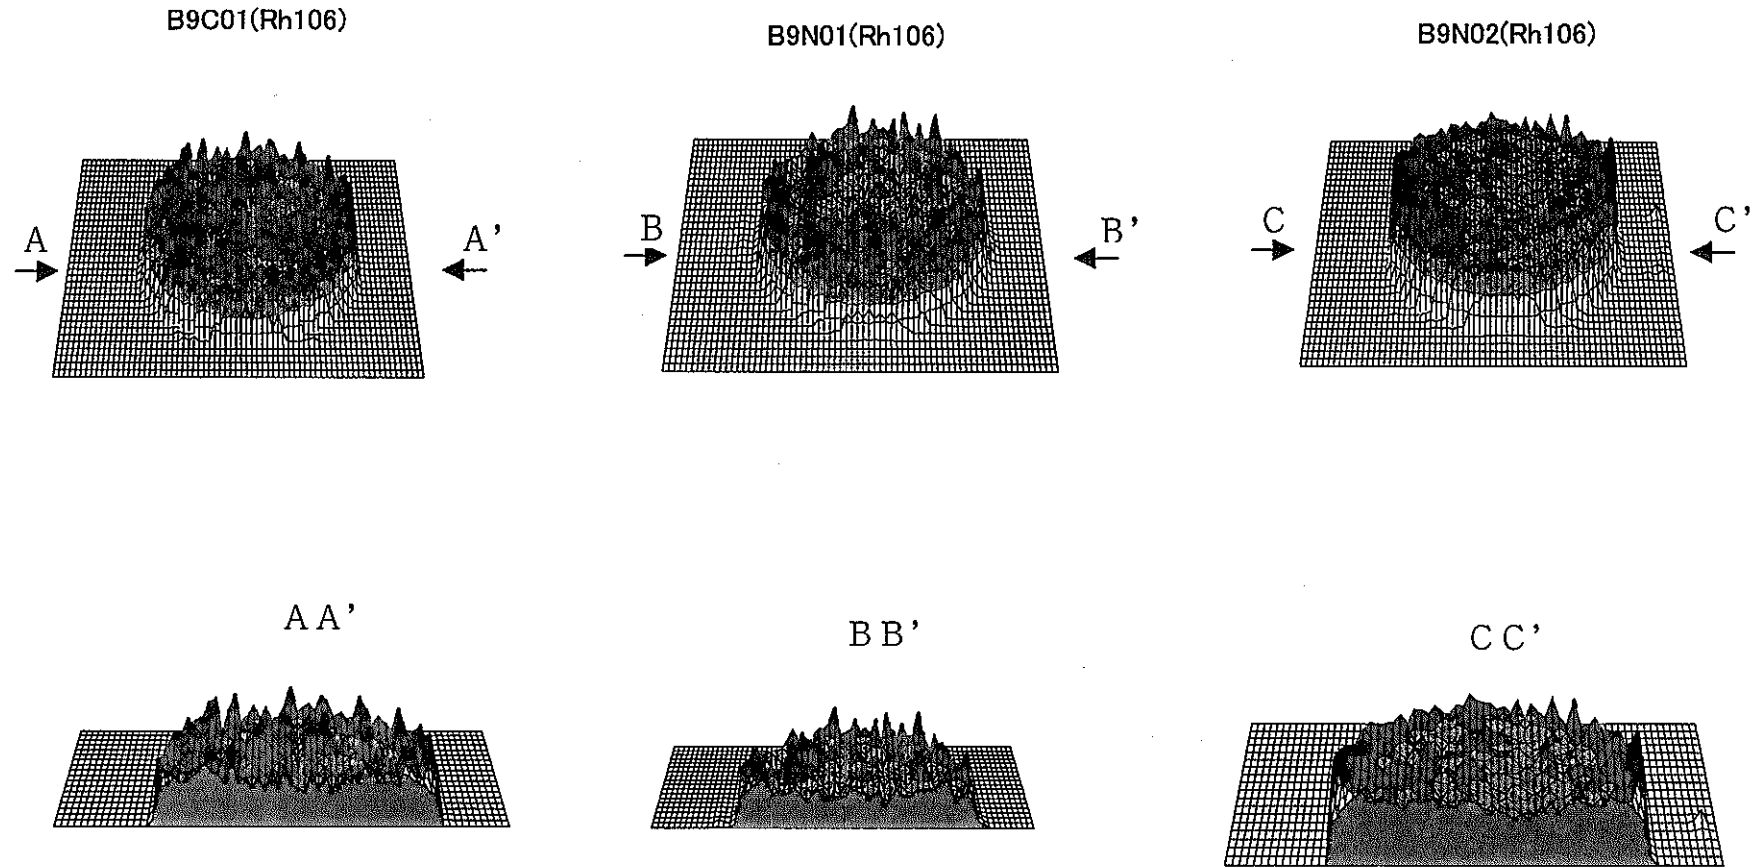 B9C01(Rh106)
B9N01(Rh106)
B9N02(Rh106)
A
A'
B
B'
C
C'
AA'
BB'
CC'